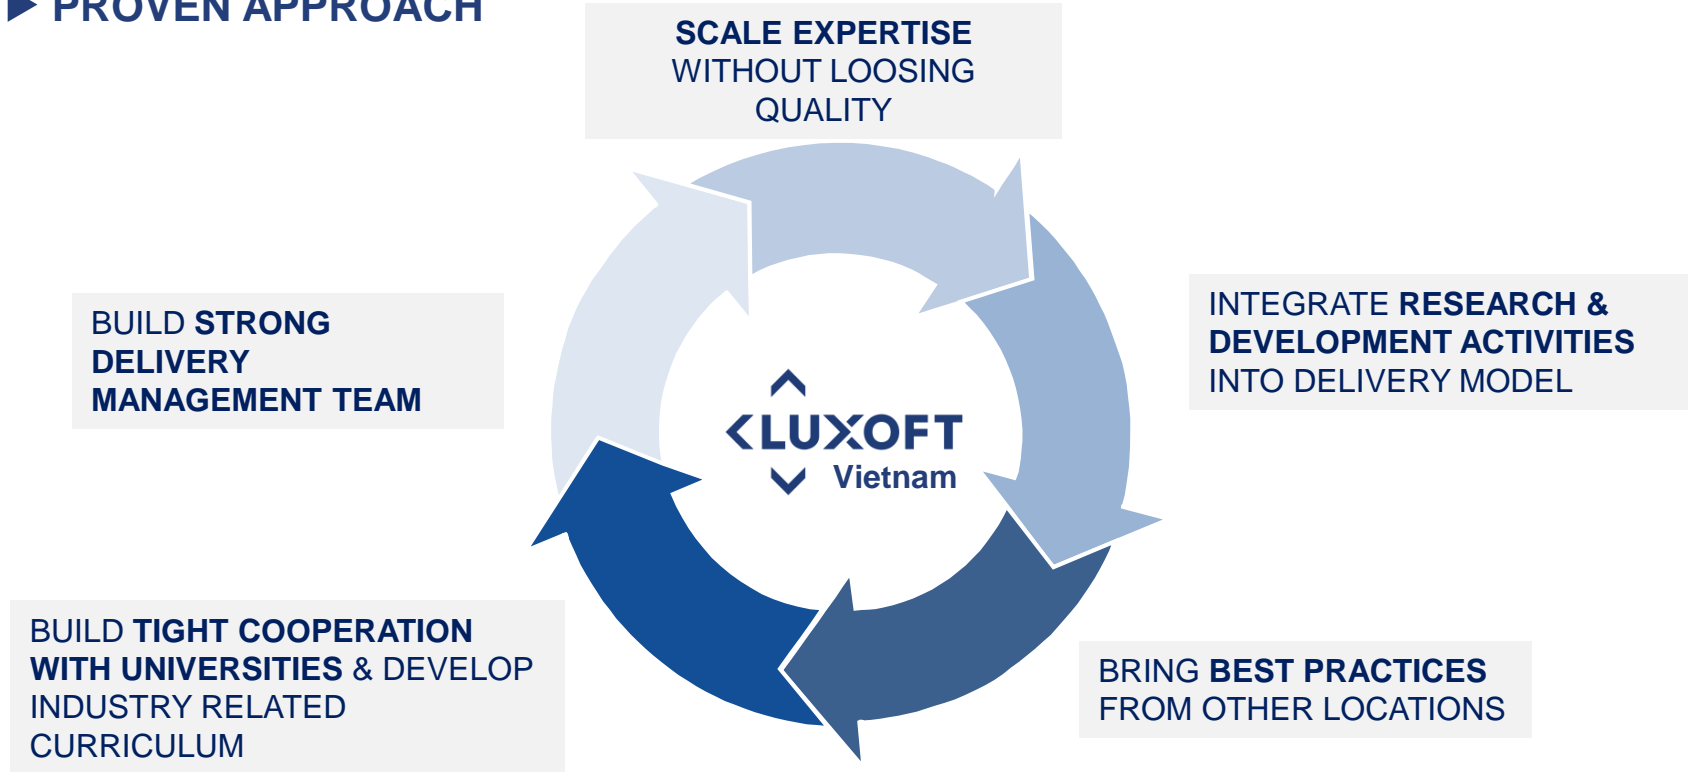 PROVEN APPROACH
SCALE EXPERTISE
WITHOUT LOOSING
QUALITY
INTEGRATE RESEARCH &
DEVELOPMENT ACTIVITIES
INTO DELIVERY MODEL
BRING BEST PRACTICES
FROM OTHER LOCATIONS
BUILD TIGHT COOPERATION
WITH UNIVERSITIES & DEVELOP
INDUSTRY RELATED
CURRICULUM
BUILD STRONG
DELIVERY
MANAGEMENT TEAM
LUXOFT
Vietnam